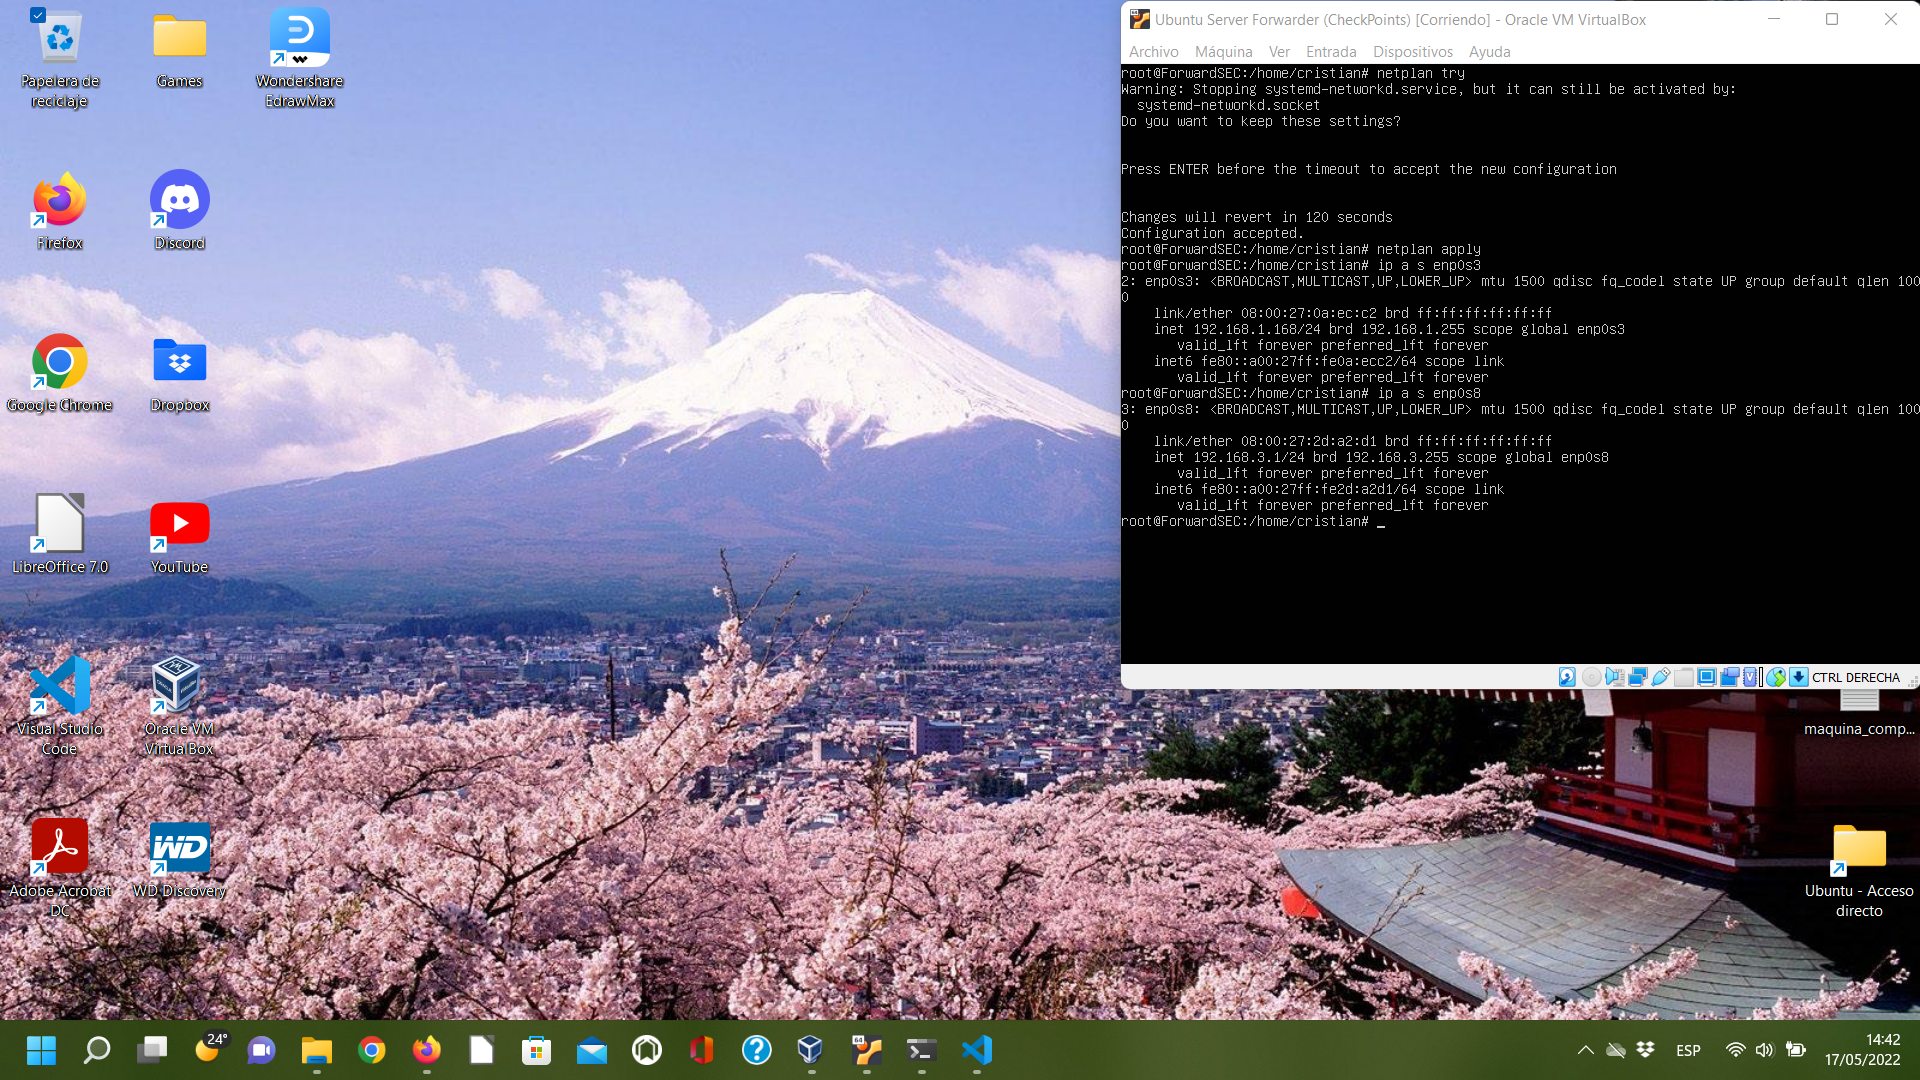 Papelera de
reciclaje
Games
Wondershare
EdrawMax
Firefox
Discord
Google Chrome
Dropbox
LibreOffice 7.0
YouTube
Visual Studio
Code
Oracle VM
VirtualBox
Adobe Acrobat
DC
WD
WD Discovery
Ubuntu Server Forwarder (CheckPoints) [Corriendo] - Oracle VM VirtualBox
Archivo Máquina Ver Entrada Dispositivos Ayuda
root@ForwardSEC:/home/cristian# netplan try
Warning: Stopping systemd-networkd.service, but it can still be activated by:
  systemd-networkd.socket
Do you want to keep these settings?
Press ENTER before the timeout to accept the new configuration
Changes will revert in 120 seconds
Configuration accepted.
root@ForwardSEC:/home/cristian# netplan apply
root@ForwardSEC:/home/cristian# ip a s enp0s3
2: enp0s3: <BROADCAST,MULTICAST,UP,LOWER_UP> mtu 1500 qdisc fq_codel state UP group default qlen 100
0
    link/ether 08:00:27:0a:ec:c2 brd ff:ff:ff:ff:ff:ff
    inet 192.168.1.168/24 brd 192.168.1.255 scope global enp0s3
       valid_lft forever preferred_lft forever
    inet6 fe80::a00:27ff:fe0a:ecc2/64 scope link
       valid_lft forever preferred_lft forever
root@ForwardSEC:/home/cristian# ip a s enp0s8
3: enp0s8: <BROADCAST,MULTICAST,UP,LOWER_UP> mtu 1500 qdisc fq_codel state UP group default qlen 100
0
    link/ether 08:00:27:2d:a2:d1 brd ff:ff:ff:ff:ff:ff
    inet 192.168.3.1/24 brd 192.168.3.255 scope global enp0s8
       valid_lft forever preferred_lft forever
    inet6 fe80::a00:27ff:fe2d:a2d1/64 scope link
       valid_lft forever preferred_lft forever
root@ForwardSEC:/home/cristian# _
CTRL DERECHA
maquina_comp...
Ubuntu - Acceso
directo
24°
64
ESP
14:42
17/05/2022